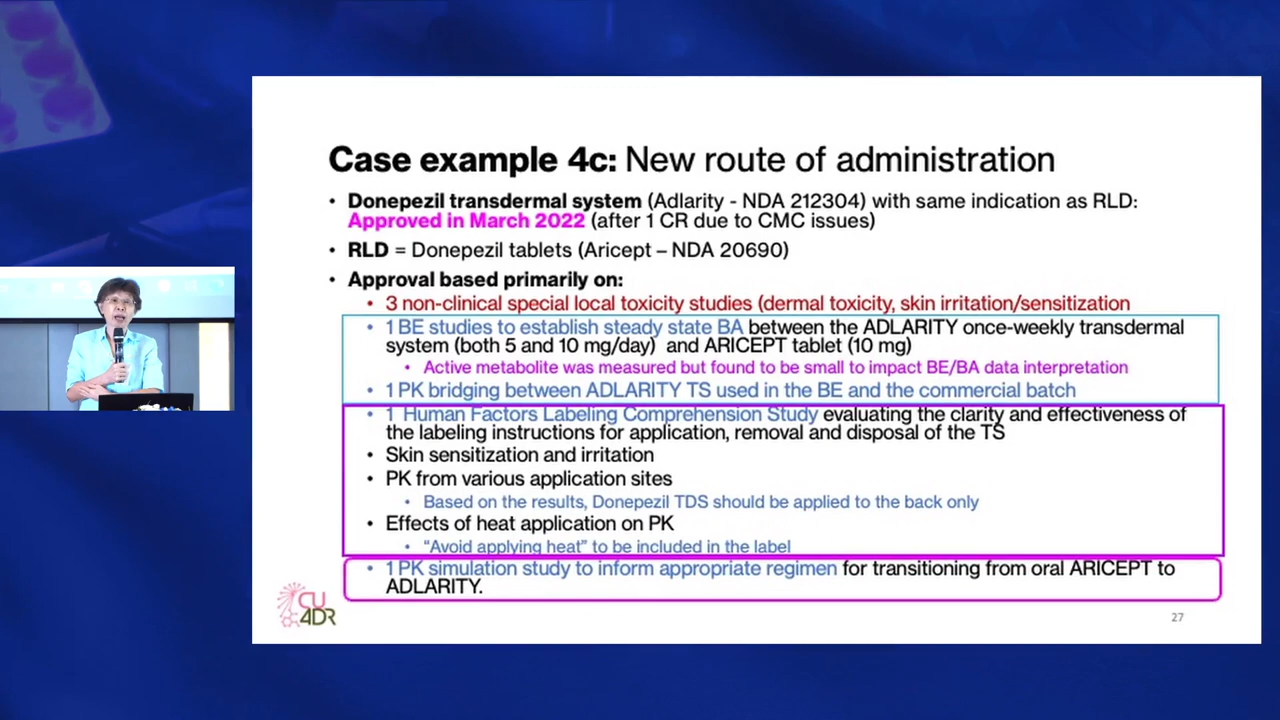 Case example 4c: New route of administration
• Donepezil transdermal system (Adlarity - NDA 212304) with same indication as RLD:
Approved in March 2022 (after 1 CR due to CMC issues)
• RLD = Donepezil tablets (Aricept – NDA 20690)
• Approval based primarily on:
• 3 non-clinical special local toxicity studies (dermal toxicity, skin irritation/sensitization
• 1 BE studies to establish steady state BA between the ADLARITY once-weekly transdermal
system (both 5 and 10 mg/day) and ARICEPT tablet (10 mg)
• Active metabolite was measured but found to be small to impact BE/BA data interpretation
• 1 PK bridging between ADLARITY TS used in the BE and the commercial batch
• 1 Human Factors Labeling Comprehension Study evaluating the clarity and effectiveness of
the labeling instructions for application, removal and disposal of the TS
• Skin sensitization and irritation
• PK from various application sites
• Based on the results, Donepezil TDS should be applied to the back only
• Effects of heat application on PK
• “Avoid applying heat” to be included in the label
• 1 PK simulation study to inform appropriate regimen for transitioning from oral ARICEPT to
ADLARITY.
CU
4DR
27